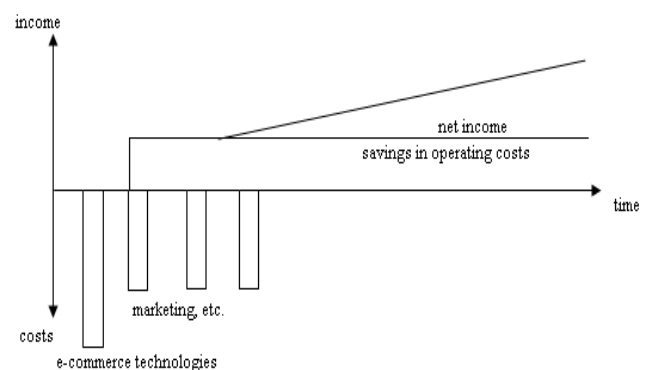 income
net income
savings in operating costs
time
marketing, etc.
costs
e-commerce technologies